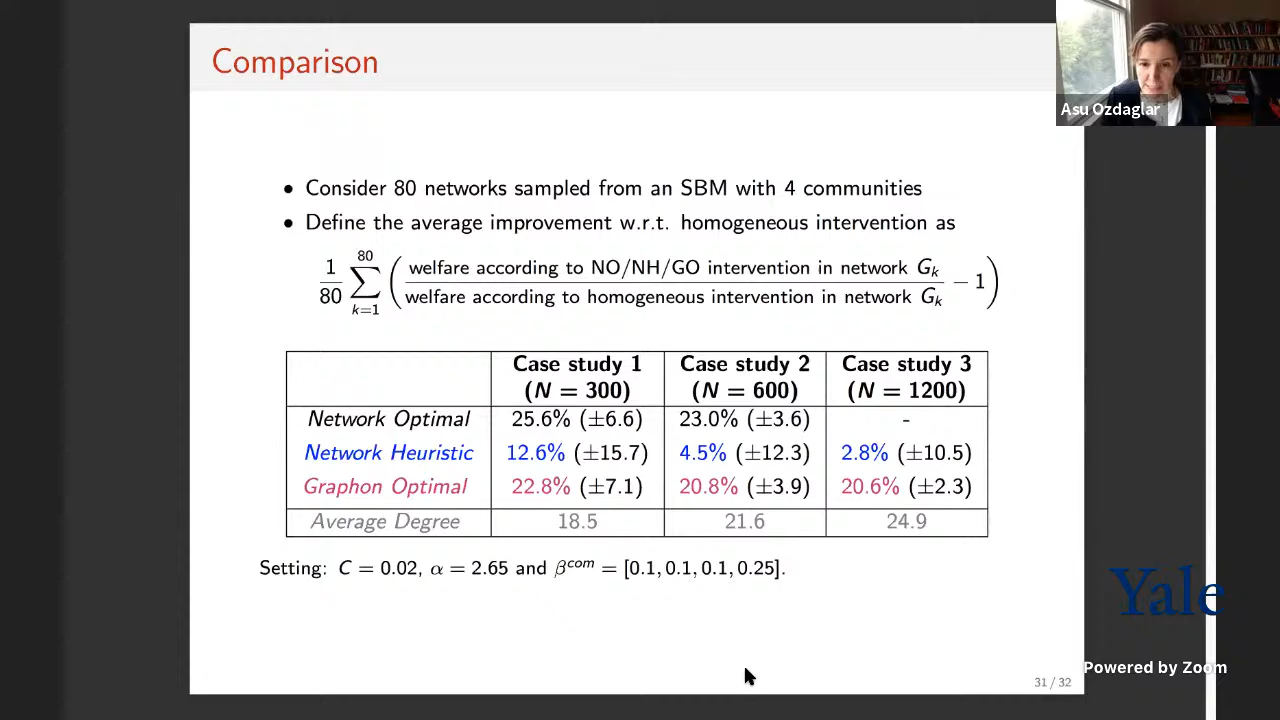 Comparison
Asu Ozdaglar
• Consider 80 networks sampled from an SBM with 4 communities
• Define the average improvement w.r.t. homogeneous intervention as
1/80 ∑_{k=1}^{80} ( welfare according to NO/NH/GO intervention in network G_k / welfare according to homogeneous intervention in network G_k − 1 )
Case study 1 Case study 2 Case study 3
(N = 300) (N = 600) (N = 1200)
Network Optimal 25.6% (±6.6) 23.0% (±3.6) -
Network Heuristic 12.6% (±15.7) 4.5% (±12.3) 2.8% (±10.5)
Graphon Optimal 22.8% (±7.1) 20.8% (±3.9) 20.6% (±2.3)
Average Degree 18.5 21.6 24.9
Setting: C = 0.02, α = 2.65 and β^{com} = [0.1, 0.1, 0.1, 0.25].
Yale
Powered by Zoom
31 / 32